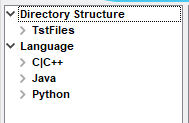 Directory Structure
TstFiles
Language
C|C++
Java
Python